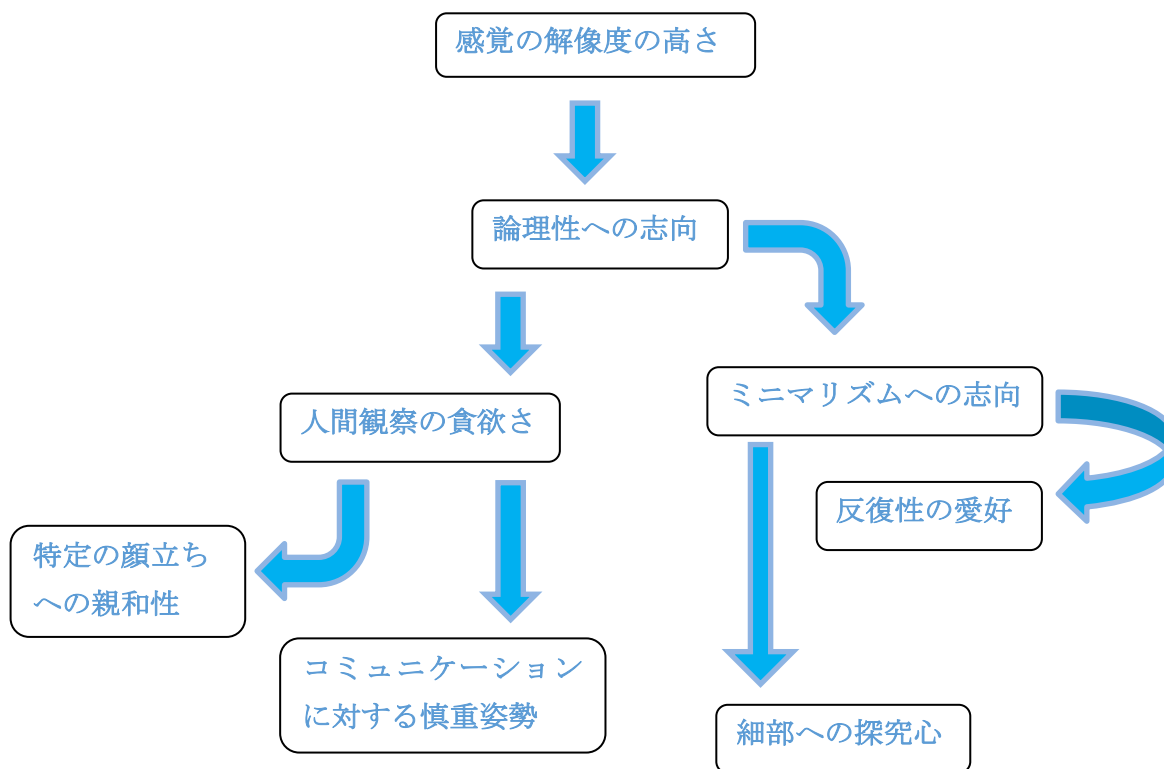 感覚の解像度の高さ
論理性への志向
ミニマリズムへの志向
人間観察の貪欲さ
反復性の愛好
特定の顔立ち
への親和性
コミュニケーション
に対する慎重姿勢
細部への探究心